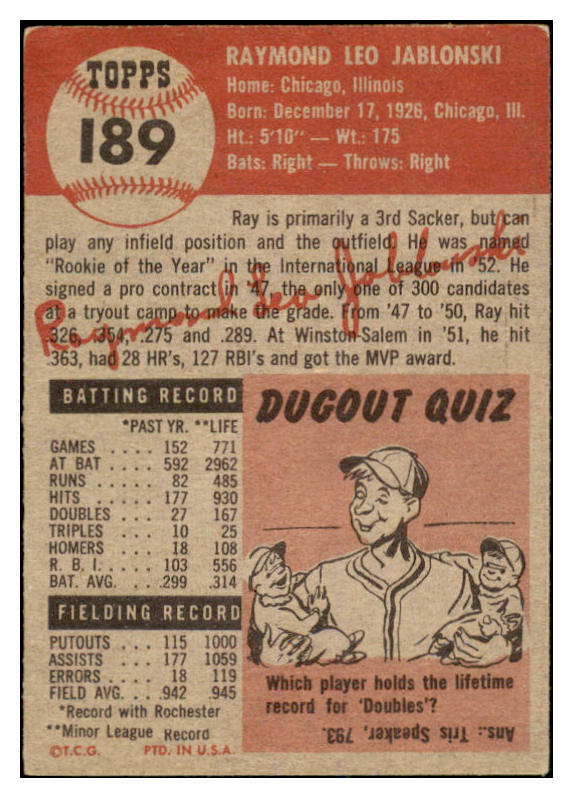 TOPPS
189
RAYMOND LEO JABLONSKI
Home: Chicago, Illinois
Born: December 17, 1926, Chicago, Ill.
Ht.: 5'10" — Wt.: 175
Bats: Right — Throws: Right
Ray is primarily a 3rd Sacker, but can
play any infield position and the outfield. He was named
"Rookie of the Year" in the International League in '52. He
signed a pro contract in '47, the only one of 300 candidates
at a tryout camp to make the grade. From '47 to '50, Ray hit
.326, .354, .275 and .289. At Winston-Salem in '51, he hit
.363, had 28 HR's, 127 RBI's and got the MVP award.
Raymond Leo Jablonski
BATTING RECORD
*PAST YR. **LIFE
GAMES .... 152 771
AT BAT .... 592 2962
RUNS ..... 82 485
HITS ..... 177 930
DOUBLES ... 27 167
TRIPLES ... 10 25
HOMERS ... 18 108
R. B. I. .... 103 556
BAT. AVG. ... .299 .314
FIELDING RECORD
PUTOUTS ... 115 1000
ASSISTS .... 177 1059
ERRORS .... 18 119
FIELD AVG. .. .942 .945
*Record with Rochester
**Minor League Record
©T.C.G. PTD. IN U.S.A.
DUGOUT QUIZ
Which player holds the lifetime
record for 'Doubles'?
Ans.: Tris Speaker, 793.